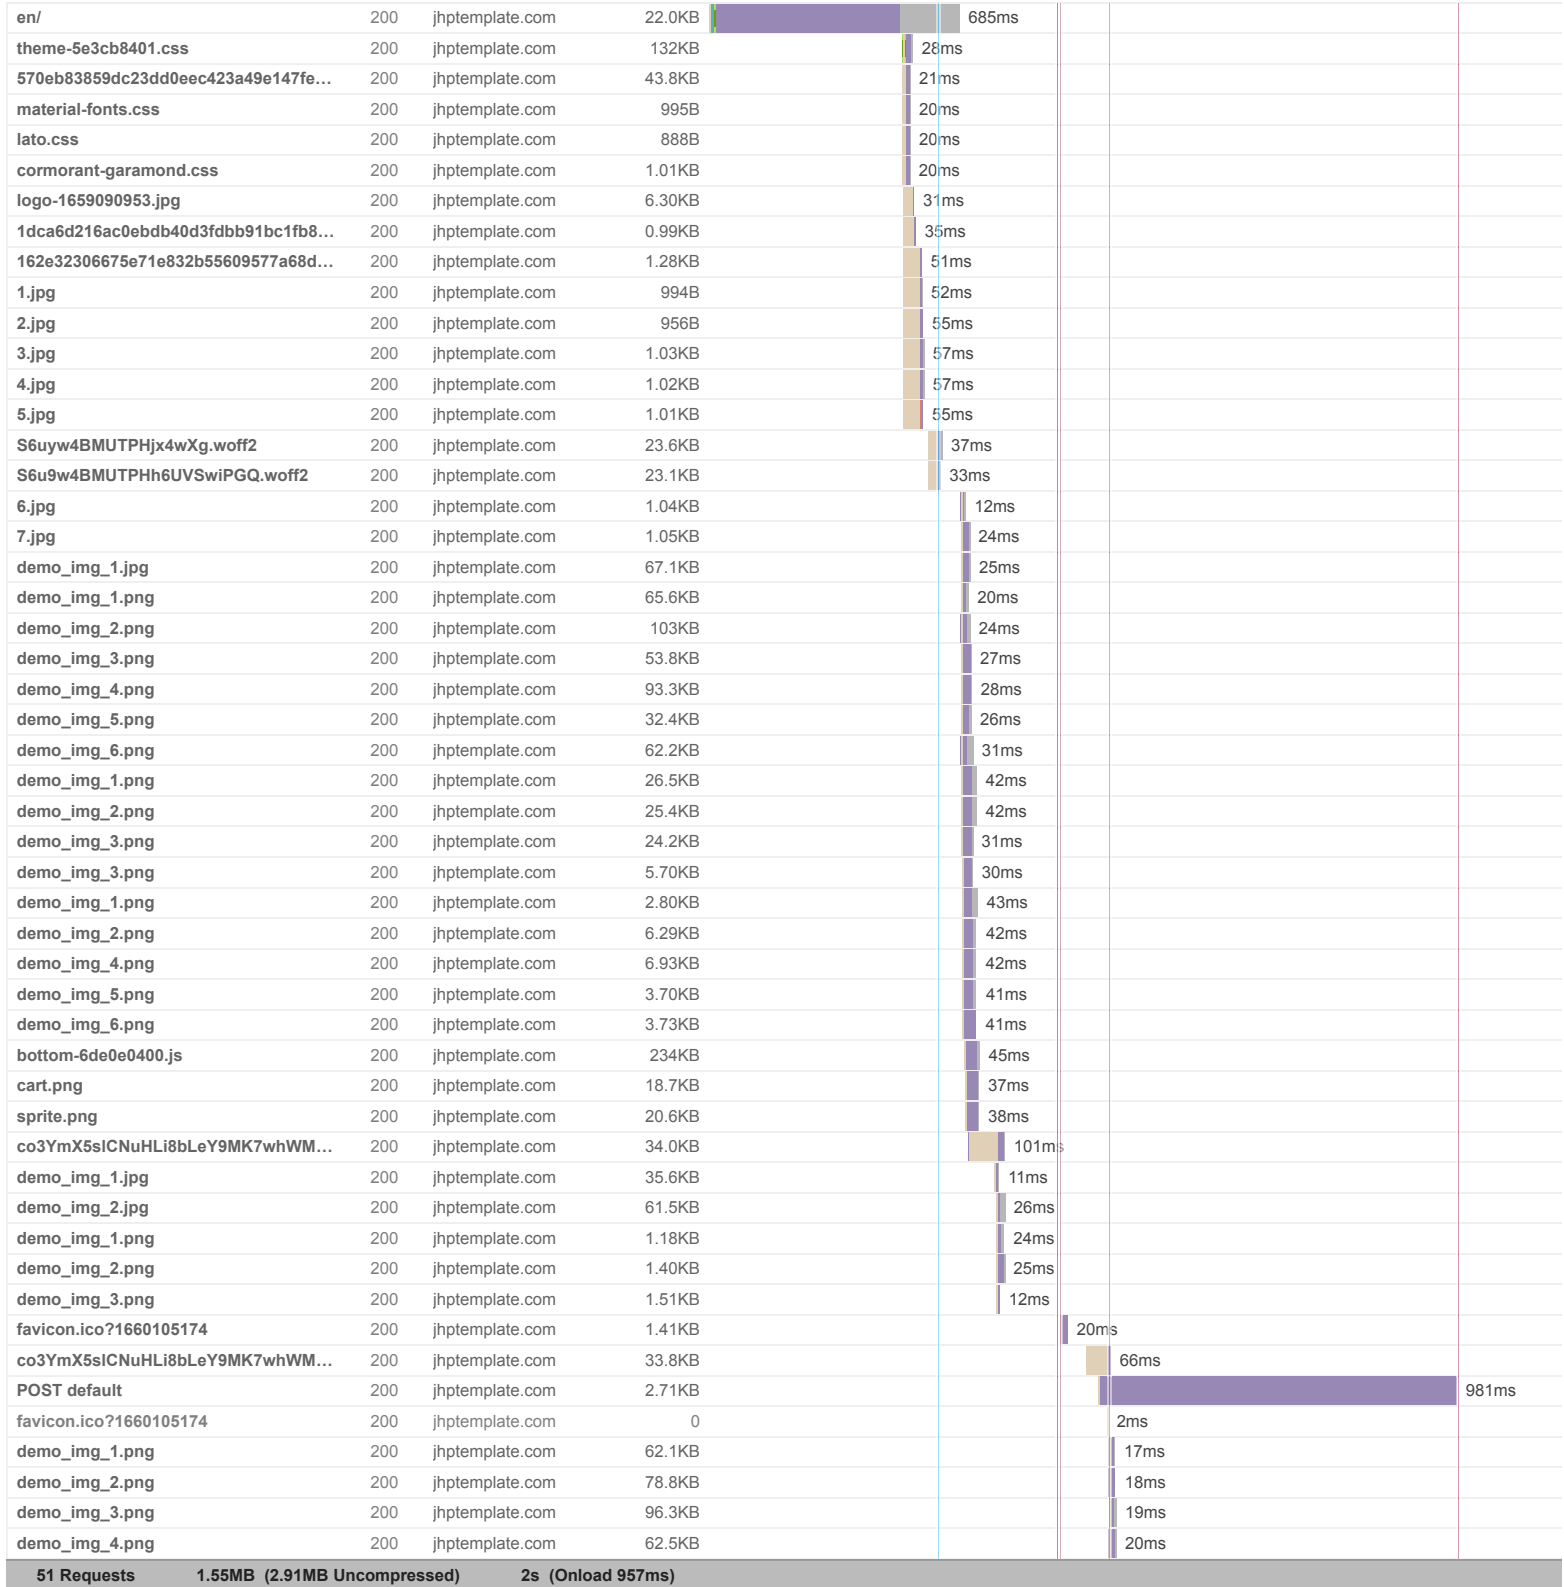 en/ 200 jhptemplate.com 22.0KB 685ms
theme-5e3cb8401.css 200 jhptemplate.com 132KB 28ms
570eb83859dc23dd0eec423a49e147fe... 200 jhptemplate.com 43.8KB 21ms
material-fonts.css 200 jhptemplate.com 995B 20ms
lato.css 200 jhptemplate.com 888B 20ms
cormorant-garamond.css 200 jhptemplate.com 1.01KB 20ms
logo-1659090953.jpg 200 jhptemplate.com 6.30KB 31ms
1dca6d216ac0ebdb40d3fdbb91bc1fb8... 200 jhptemplate.com 0.99KB 35ms
162e32306675e71e832b55609577a68d... 200 jhptemplate.com 1.28KB 51ms
1.jpg 200 jhptemplate.com 994B 52ms
2.jpg 200 jhptemplate.com 956B 55ms
3.jpg 200 jhptemplate.com 1.03KB 57ms
4.jpg 200 jhptemplate.com 1.02KB 57ms
5.jpg 200 jhptemplate.com 1.01KB 55ms
S6uyw4BMUTPHjx4wXg.woff2 200 jhptemplate.com 23.6KB 37ms
S6u9w4BMUTPHh6UVSwiPGQ.woff2 200 jhptemplate.com 23.1KB 33ms
6.jpg 200 jhptemplate.com 1.04KB 12ms
7.jpg 200 jhptemplate.com 1.05KB 24ms
demo_img_1.jpg 200 jhptemplate.com 67.1KB 25ms
demo_img_1.png 200 jhptemplate.com 65.6KB 20ms
demo_img_2.png 200 jhptemplate.com 103KB 24ms
demo_img_3.png 200 jhptemplate.com 53.8KB 27ms
demo_img_4.png 200 jhptemplate.com 93.3KB 28ms
demo_img_5.png 200 jhptemplate.com 32.4KB 26ms
demo_img_6.png 200 jhptemplate.com 62.2KB 31ms
demo_img_1.png 200 jhptemplate.com 26.5KB 42ms
demo_img_2.png 200 jhptemplate.com 25.4KB 42ms
demo_img_3.png 200 jhptemplate.com 24.2KB 31ms
demo_img_3.png 200 jhptemplate.com 5.70KB 30ms
demo_img_1.png 200 jhptemplate.com 2.80KB 43ms
demo_img_2.png 200 jhptemplate.com 6.29KB 42ms
demo_img_4.png 200 jhptemplate.com 6.93KB 42ms
demo_img_5.png 200 jhptemplate.com 3.70KB 41ms
demo_img_6.png 200 jhptemplate.com 3.73KB 41ms
bottom-6de0e0400.js 200 jhptemplate.com 234KB 45ms
cart.png 200 jhptemplate.com 18.7KB 37ms
sprite.png 200 jhptemplate.com 20.6KB 38ms
co3YmX5slCNuHLi8bLeY9MK7whWM... 200 jhptemplate.com 34.0KB 101ms
demo_img_1.jpg 200 jhptemplate.com 35.6KB 11ms
demo_img_2.jpg 200 jhptemplate.com 61.5KB 26ms
demo_img_1.png 200 jhptemplate.com 1.18KB 24ms
demo_img_2.png 200 jhptemplate.com 1.40KB 25ms
demo_img_3.png 200 jhptemplate.com 1.51KB 12ms
favicon.ico?1660105174 200 jhptemplate.com 1.41KB 20ms
co3YmX5slCNuHLi8bLeY9MK7whWM... 200 jhptemplate.com 33.8KB 66ms
POST default 200 jhptemplate.com 2.71KB 981ms
favicon.ico?1660105174 200 jhptemplate.com 0 2ms
demo_img_1.png 200 jhptemplate.com 62.1KB 17ms
demo_img_2.png 200 jhptemplate.com 78.8KB 18ms
demo_img_3.png 200 jhptemplate.com 96.3KB 19ms
demo_img_4.png 200 jhptemplate.com 62.5KB 20ms
51 Requests 1.55MB (2.91MB Uncompressed) 2s (Onload 957ms)